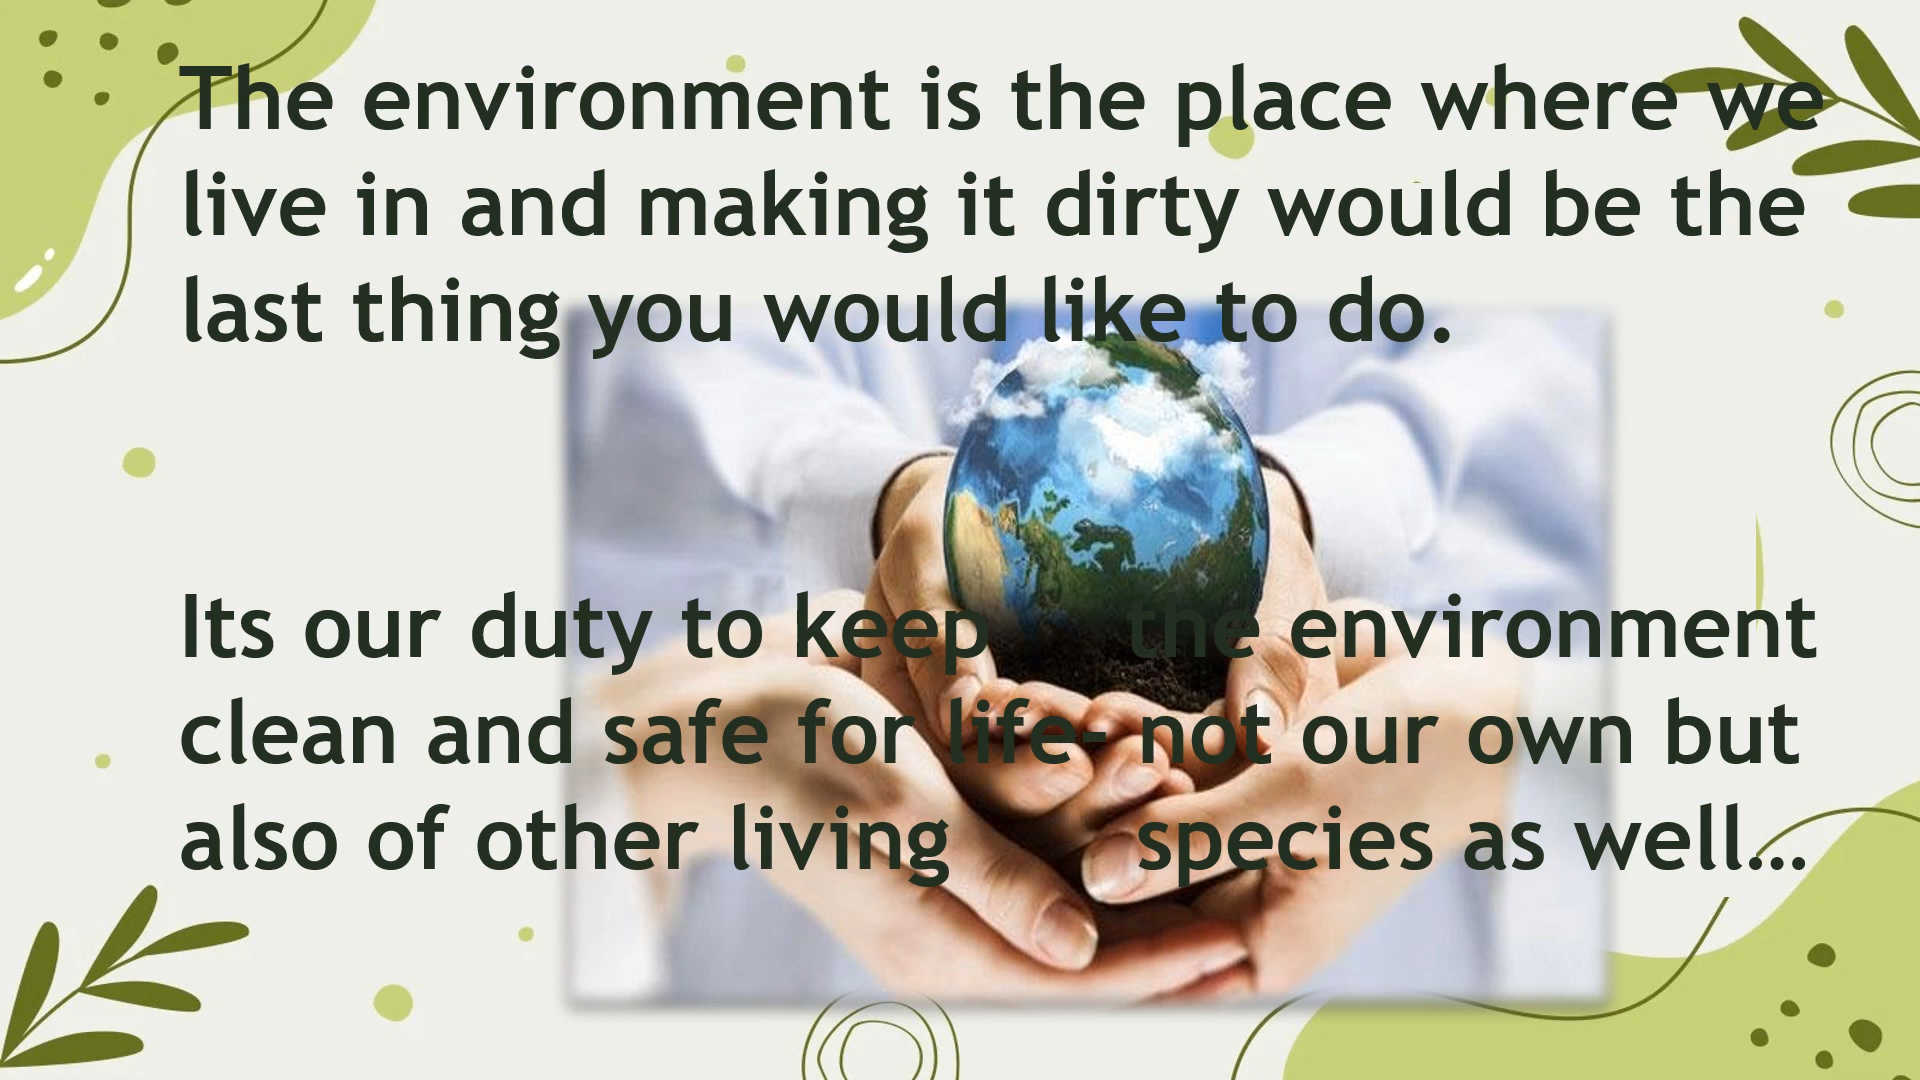 The environment is the place where we
live in and making it dirty would be the
last thing you would like to do.
Its our duty to keep the environment
clean and safe for life- not our own but
also of other living species as well…